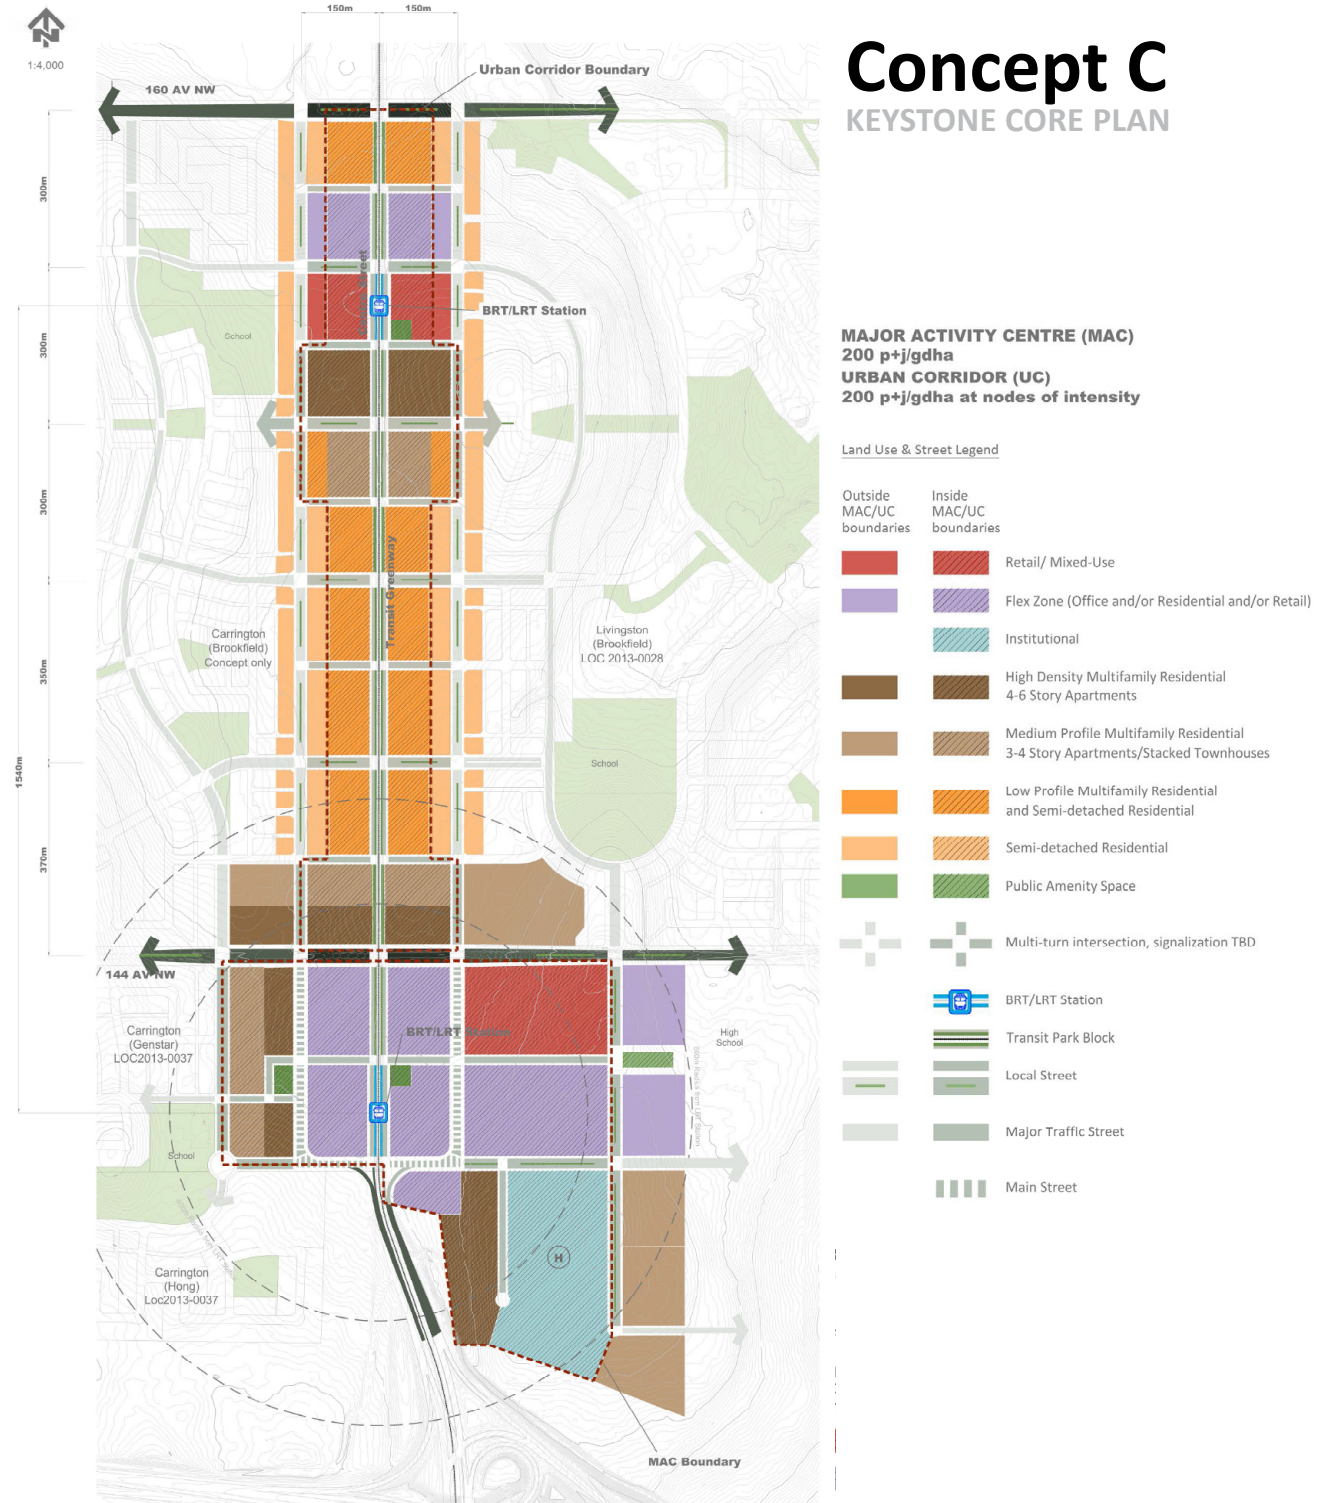 150m 150m
N
1:4,000
Concept C
KEYSTONE CORE PLAN
Urban Corridor Boundary
160 AV NW
300m
BRT/LRT Station
School
300m
300m
Transit Greenway
Carrington
(Brookfield)
Concept only
Livingston
(Brookfield)
LOC 2013-0028
350m
School
1540m
370m
144 AV NW
BRT/LRT Station
Carrington
(Genstar)
LOC2013-0037
High
School
School
H
Carrington
(Hong)
Loc2013-0037
MAC Boundary
MAJOR ACTIVITY CENTRE (MAC)
200 p+j/gdha
URBAN CORRIDOR (UC)
200 p+j/gdha at nodes of intensity
Land Use & Street Legend
Outside
MAC/UC
boundaries
Inside
MAC/UC
boundaries
Retail/ Mixed-Use
Flex Zone (Office and/or Residential and/or Retail)
Institutional
High Density Multifamily Residential
4-6 Story Apartments
Medium Profile Multifamily Residential
3-4 Story Apartments/Stacked Townhouses
Low Profile Multifamily Residential
and Semi-detached Residential
Semi-detached Residential
Public Amenity Space
Multi-turn intersection, signalization TBD
BRT/LRT Station
Transit Park Block
Local Street
Major Traffic Street
Main Street